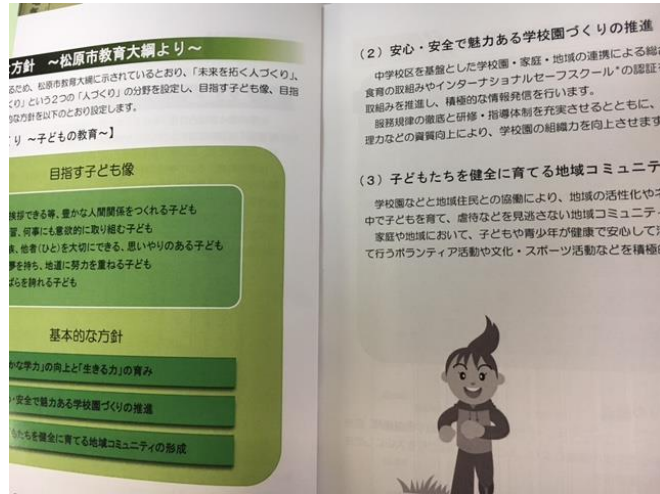 方針 ～松原市教育大綱より～
るため、松原市教育大綱に示されているとおり、「未来を拓く人づくり」、
くり」という2つの「人づくり」の分野を設定し、目指す子ども像、目指
的な方針を以下のとおり設定します。
くり ～子どもの教育～】
目指す子ども像
挨拶できる等、豊かな人間関係をつくれる子ども
習、何事にも意欲的に取り組む子ども
族、他者(ひと)を大切にできる、思いやりのある子ども
夢を持ち、地道に努力を重ねる子ども
ばらを誇れる子ども
基本的な方針
かな学力」の向上と「生きる力」の育み
・安全で魅力ある学校園づくりの推進
もたちを健全に育てる地域コミュニティの形成
(2) 安心・安全で魅力ある学校園づくりの推進
中学校区を基盤とした学校園・家庭・地域の連携による総
食育の取組みやインターナショナルセーフスクール*の認証
取組みを推進し、積極的な情報発信を行います。
服務規律の徹底と研修・指導体制を充実させるとともに、
理力などの資質向上により、学校園の組織力を向上させます
(3) 子どもたちを健全に育てる地域コミュニテ
学校園などと地域住民との協働により、地域の活性化や
中で子どもを育て、虐待などを見逃さない地域コミュニテ
家庭や地域において、子どもや青少年が健康で安心して
て行うボランティア活動や文化・スポーツ活動などを積極